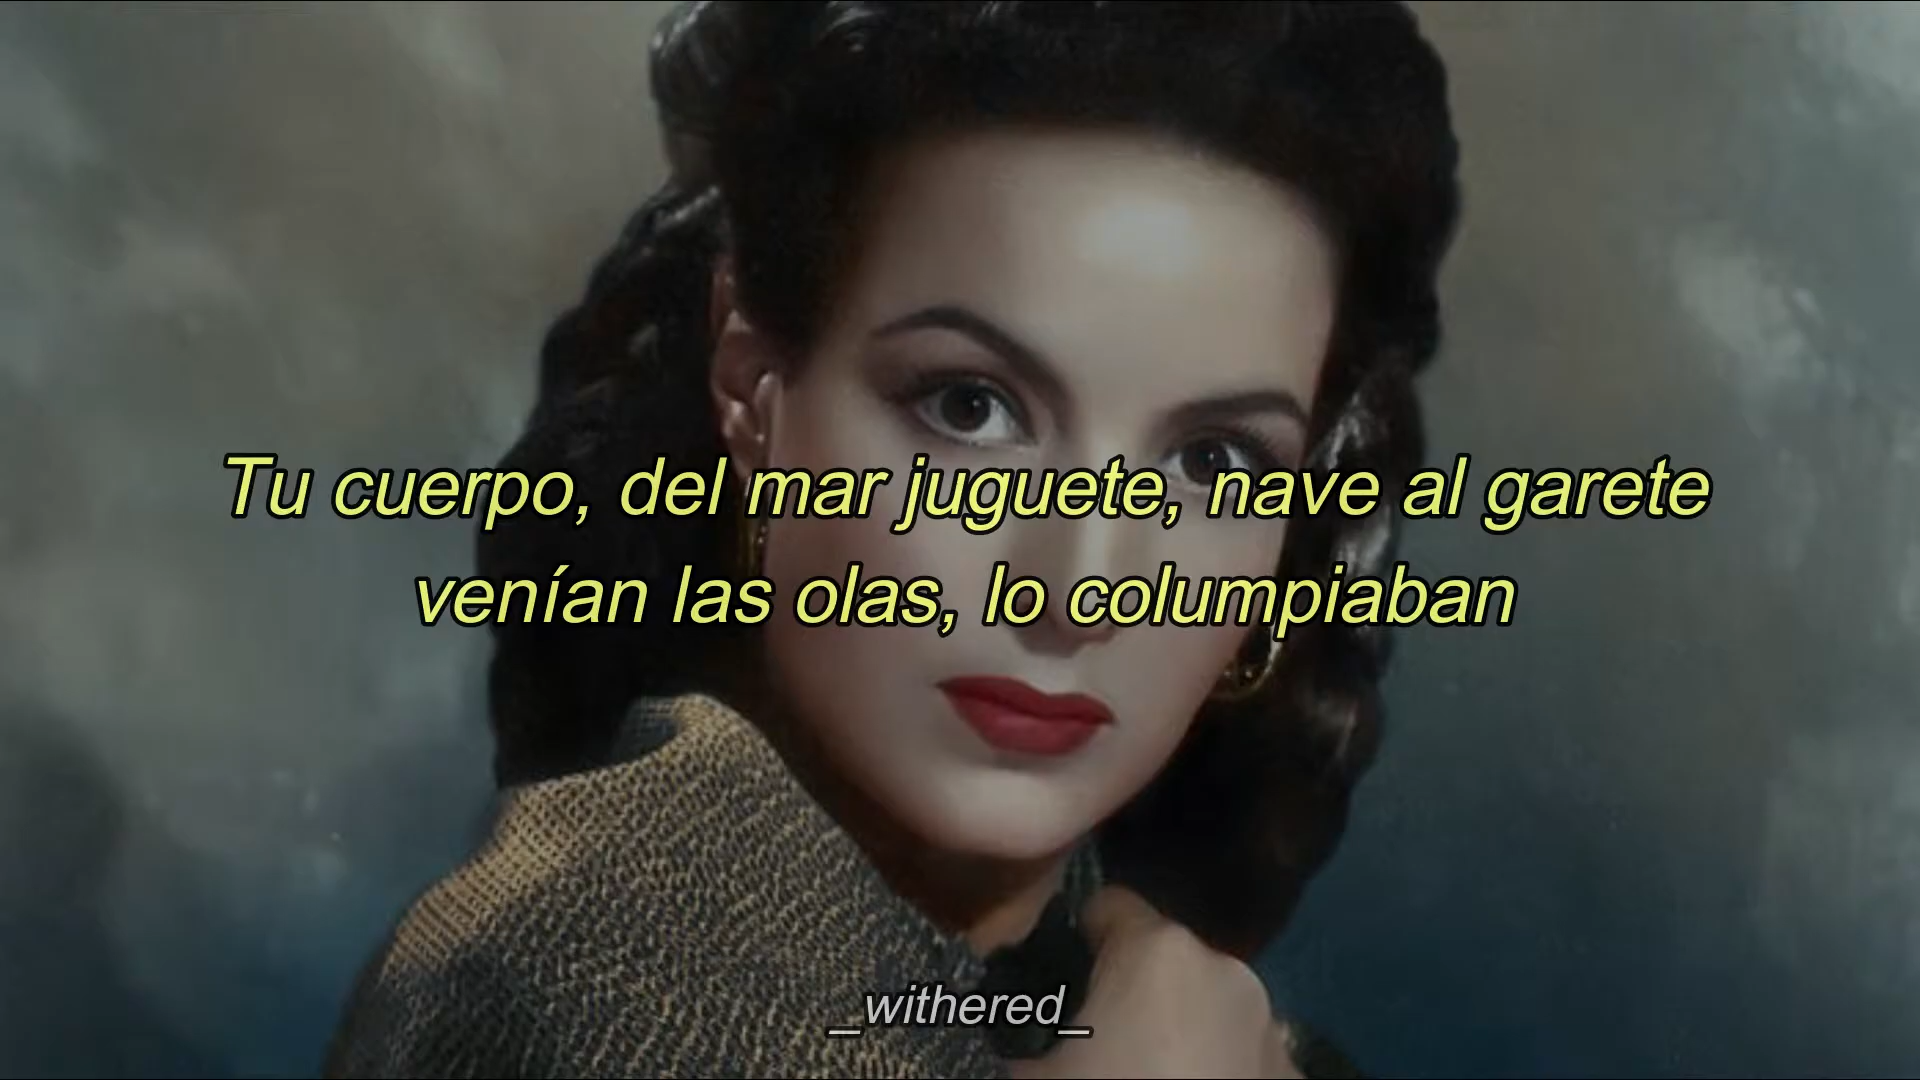 Tu cuerpo, del mar juguete, nave al garete
venían las olas, lo columpiaban
_withered_